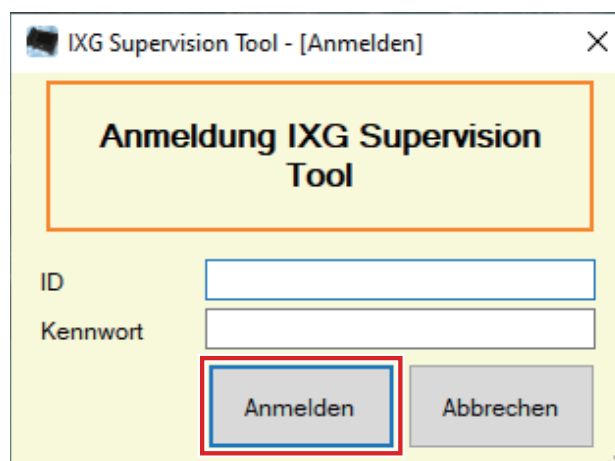 IXG Supervision Tool - [Anmelden]
Anmeldung IXG Supervision
Tool
ID
Kennwort
Anmelden Abbrechen